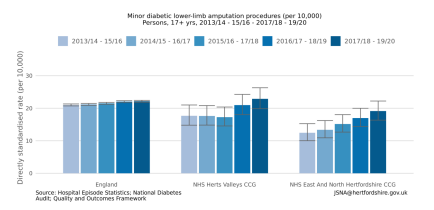 Minor diabetic lower-limb amputation procedures (per 10,000)
Persons, 17+ yrs, 2013/14 - 15/16 to 2017/18 - 19/20
2013/14 - 15/16 2014/15 - 16/17 2015/16 - 17/18 2016/17 - 18/19 2017/18 - 19/20
Directly standardised rate (per 10,000)
30
20
10
0
England NHS Herts Valleys CCG NHS East And North Hertfordshire CCG
Source: Hospital Episode Statistics; National Diabetes
Audit; Quality and Outcomes Framework
JSNA@hertfordshire.gov.uk